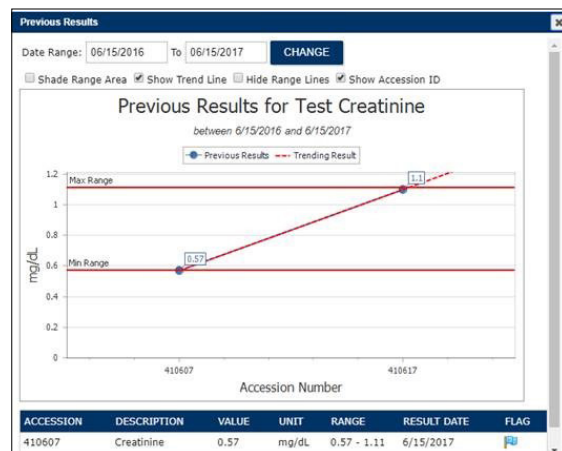 Previous Results
Date Range: 06/15/2016 To 06/15/2017 CHANGE
Shade Range Area Show Trend Line Hide Range Lines Show Accession ID
Previous Results for Test Creatinine
between 6/15/2016 and 6/15/2017
Previous Results Trending Result
1.2
Max Range
1.1
1
0.8
Min Range
0.57
0.6
0.4
0.2
0
mg/dL
410607 410617
Accession Number
ACCESSION DESCRIPTION VALUE UNIT RANGE RESULT DATE FLAG
410607 Creatinine 0.57 mg/dL 0.57 - 1.11 6/15/2017